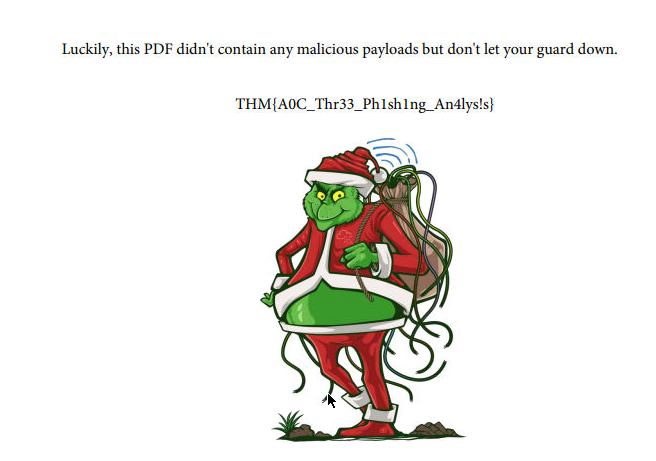 Luckily, this PDF didn't contain any malicious payloads but don't let your guard down.
THM{A0C_Thr33_Ph1sh1ng_An4lys!s}